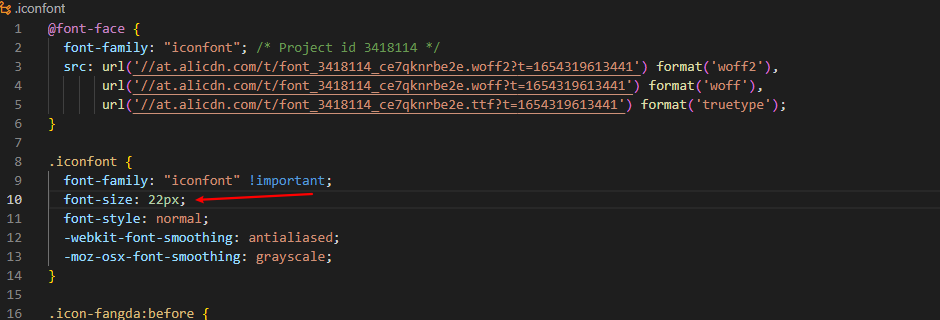 .iconfont
1 @font-face {
2 font-family: "iconfont"; /* Project id 3418114 */
3 src: url('//at.alicdn.com/t/font_3418114_ce7qknrbe2e.woff2?t=1654319613441') format('woff2'),
4 url('//at.alicdn.com/t/font_3418114_ce7qknrbe2e.woff?t=1654319613441') format('woff'),
5 url('//at.alicdn.com/t/font_3418114_ce7qknrbe2e.ttf?t=1654319613441') format('truetype');
6 }
7
8 .iconfont {
9 font-family: "iconfont" !important;
10 font-size: 22px;
11 font-style: normal;
12 -webkit-font-smoothing: antialiased;
13 -moz-osx-font-smoothing: grayscale;
14 }
15
16 .icon-fangda:before {